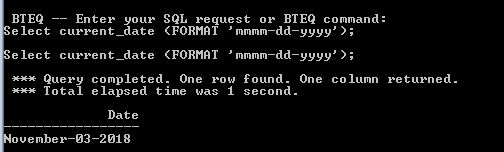 BTEQ -- Enter your SQL request or BTEQ command:
Select current_date (FORMAT 'mmmm-dd-yyyy');
Select current_date (FORMAT 'mmmm-dd-yyyy');
*** Query completed. One row found. One column returned.
*** Total elapsed time was 1 second.
Date
-----------------
November-03-2018